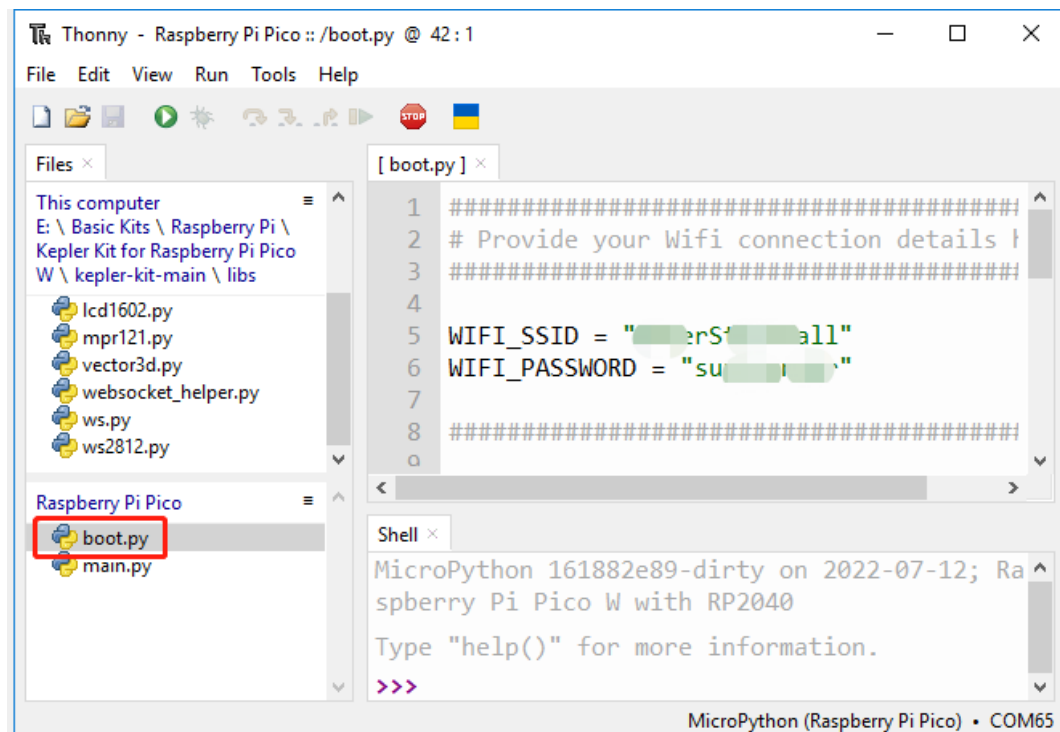 Thonny - Raspberry Pi Pico :: /boot.py @ 42 : 1
File Edit View Run Tools Help
STOP
Files
This computer
E: \ Basic Kits \ Raspberry Pi \
Kepler Kit for Raspberry Pi Pico
W \ kepler-kit-main \ libs
lcd1602.py
mpr121.py
vector3d.py
websocket_helper.py
ws.py
ws2812.py
Raspberry Pi Pico
boot.py
main.py
[ boot.py ]
1 #######################################
2 # Provide your Wifi connection details
3 #######################################
4
5 WIFI_SSID = "
6 WIFI_PASSWORD = "
7
8 #######################################
9
Shell
MicroPython 161882e89-dirty on 2022-07-12; Ra
spberry Pi Pico W with RP2040
Type "help()" for more information.
>>>
MicroPython (Raspberry Pi Pico) • COM65